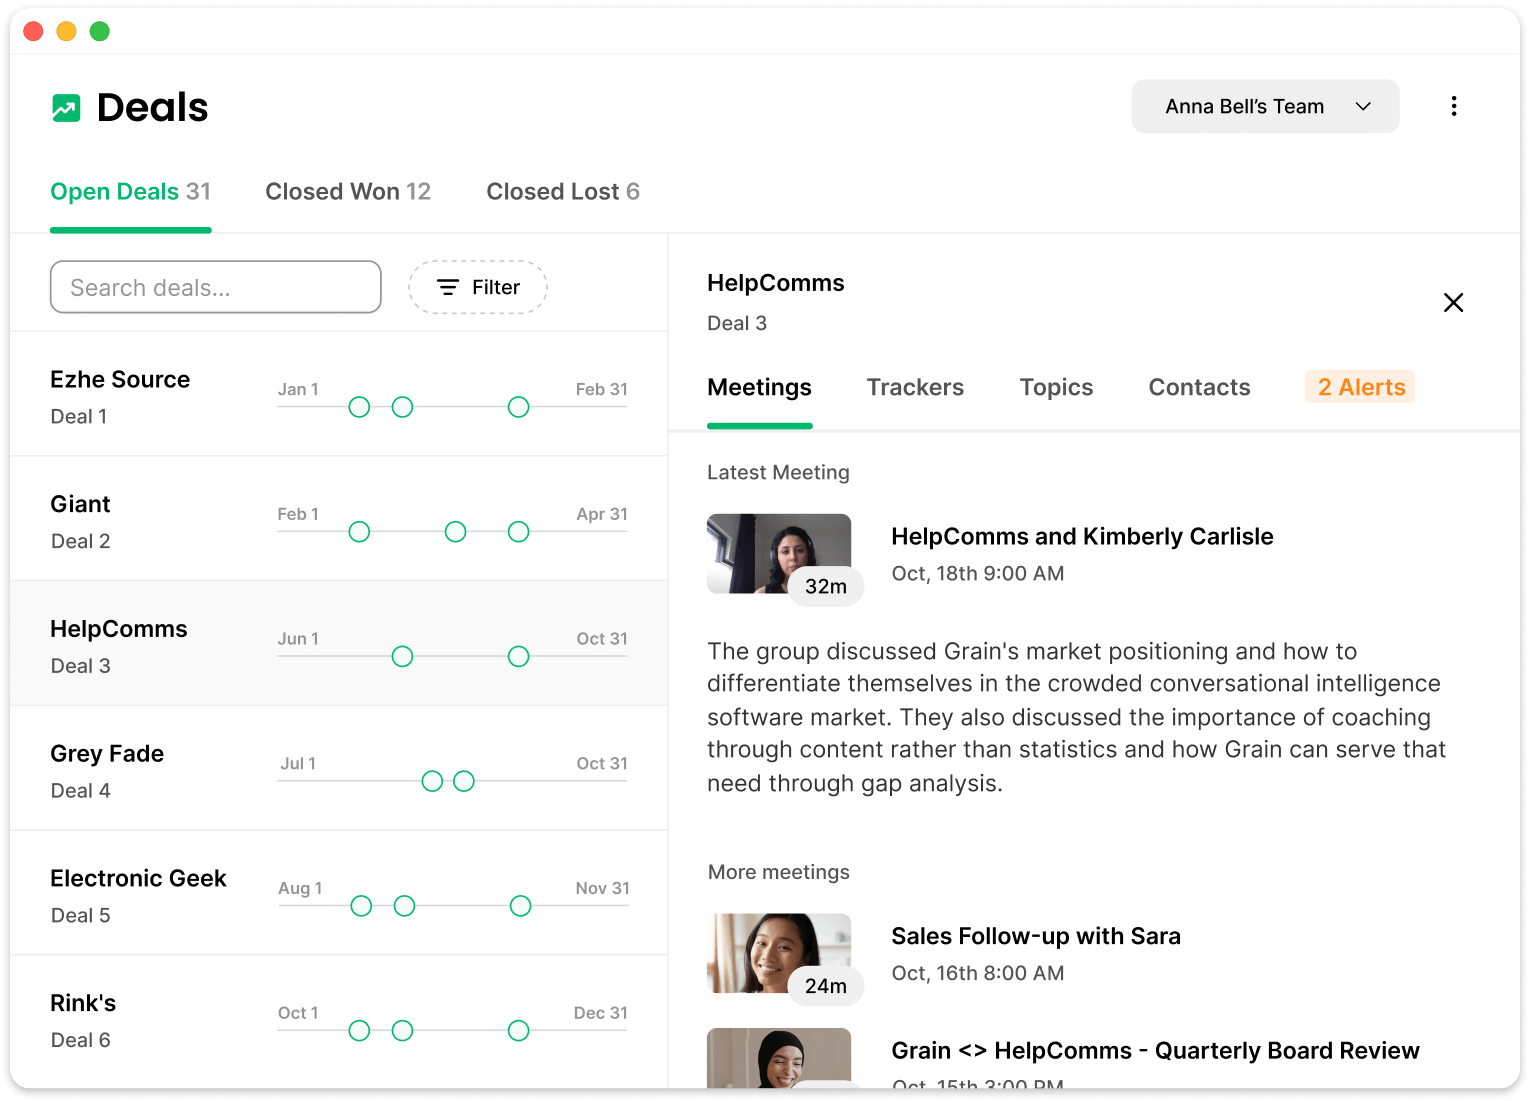 Deals
Anna Bell’s Team
Open Deals 31
Closed Won 12
Closed Lost 6
Search deals...
Filter
Ezhe Source
Deal 1
Jan 1
Feb 31
Giant
Deal 2
Feb 1
Apr 31
HelpComms
Deal 3
Jun 1
Oct 31
Grey Fade
Deal 4
Jul 1
Oct 31
Electronic Geek
Deal 5
Aug 1
Nov 31
Rink's
Deal 6
Oct 1
Dec 31
HelpComms
Deal 3
Meetings
Trackers
Topics
Contacts
2 Alerts
Latest Meeting
32m
HelpComms and Kimberly Carlisle
Oct, 18th 9:00 AM
The group discussed Grain's market positioning and how to
differentiate themselves in the crowded conversational intelligence
software market. They also discussed the importance of coaching
through content rather than statistics and how Grain can serve that
need through gap analysis.
More meetings
24m
Sales Follow-up with Sara
Oct, 16th 8:00 AM
Grain <> HelpComms - Quarterly Board Review
Oct, 15th 3:00 PM